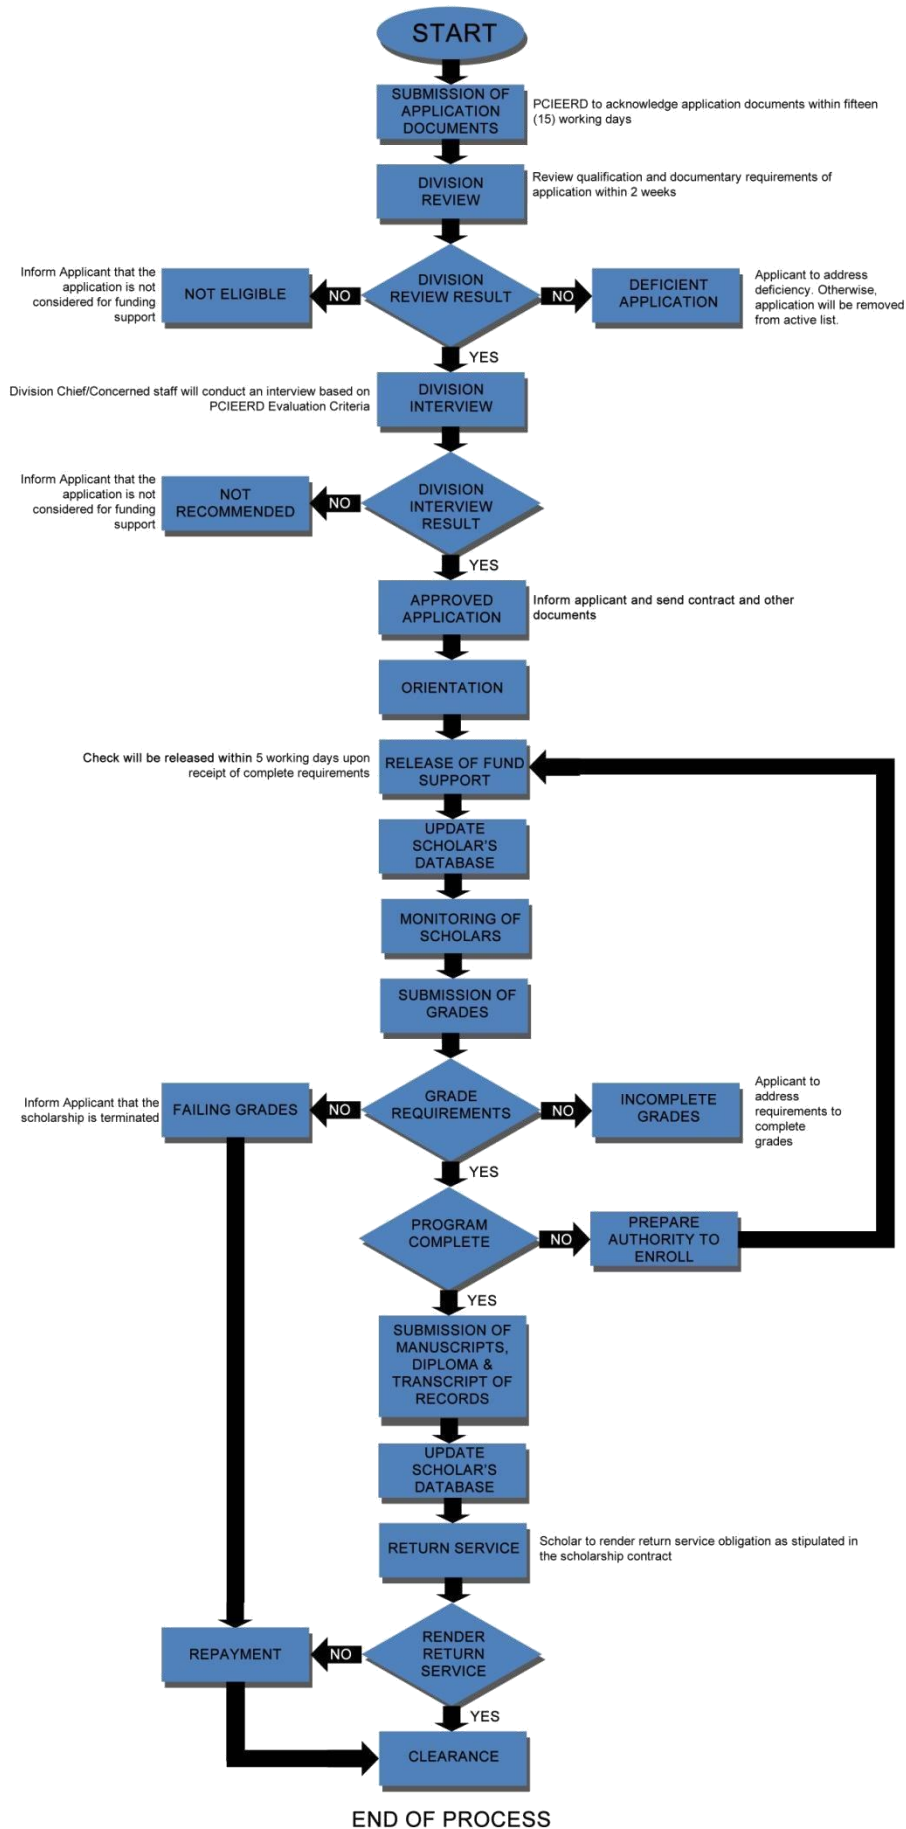 START
SUBMISSION OF
APPLICATION
DOCUMENTS
PCIEERD to acknowledge application documents within fifteen
(15) working days
DIVISION
REVIEW
Review qualification and documentary requirements of
application within 2 weeks
Inform Applicant that the
application is not
considered for funding
support
NOT ELIGIBLE
NO
DIVISION
REVIEW RESULT
NO
DEFICIENT
APPLICATION
Applicant to address
deficiency. Otherwise,
application will be removed
from active list.
YES
Division Chief/Concerned staff will conduct an interview based on
PCIEERD Evaluation Criteria
DIVISION
INTERVIEW
Inform Applicant that the
application is not
considered for funding
support
NOT
RECOMMENDED
NO
DIVISION
INTERVIEW
RESULT
YES
APPROVED
APPLICATION
Inform applicant and send contract and other
documents
ORIENTATION
Check will be released within 5 working days upon
receipt of complete requirements
RELEASE OF FUND
SUPPORT
UPDATE
SCHOLAR'S
DATABASE
MONITORING OF
SCHOLARS
SUBMISSION OF
GRADES
Inform Applicant that the
scholarship is terminated
FAILING GRADES
NO
GRADE
REQUIREMENTS
NO
INCOMPLETE
GRADES
Applicant to
address
requirements to
complete
grades
YES
PROGRAM
COMPLETE
NO
PREPARE
AUTHORITY TO
ENROLL
YES
SUBMISSION OF
MANUSCRIPTS,
DIPLOMA &
TRANSCRIPT OF
RECORDS
UPDATE
SCHOLAR'S
DATABASE
RETURN SERVICE
Scholar to render return service obligation as stipulated in
the scholarship contract
REPAYMENT
NO
RENDER
RETURN
SERVICE
YES
CLEARANCE
END OF PROCESS